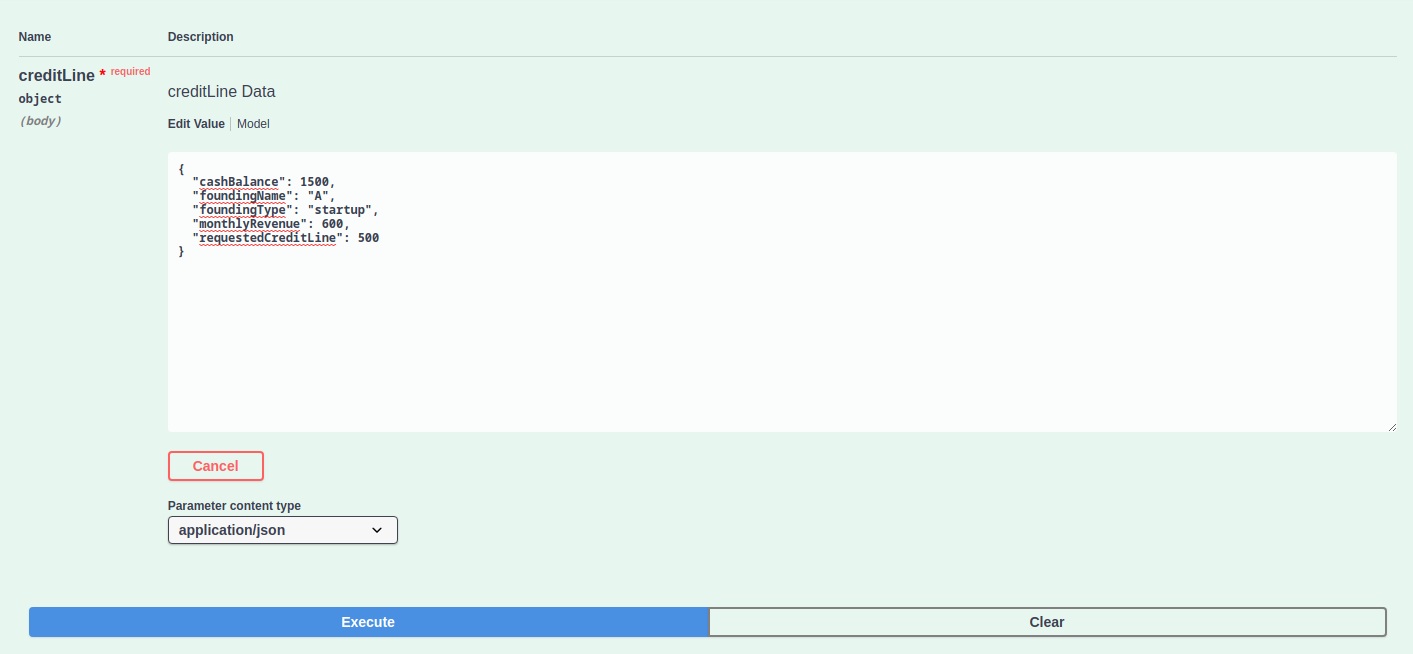 Name Description
creditLine * required
object
(body)
creditLine Data
Edit Value | Model
{
  "cashBalance": 1500,
  "foundingName": "A",
  "foundingType": "startup",
  "monthlyRevenue": 600,
  "requestedCreditLine": 500
}
Cancel
Parameter content type
application/json
Execute Clear